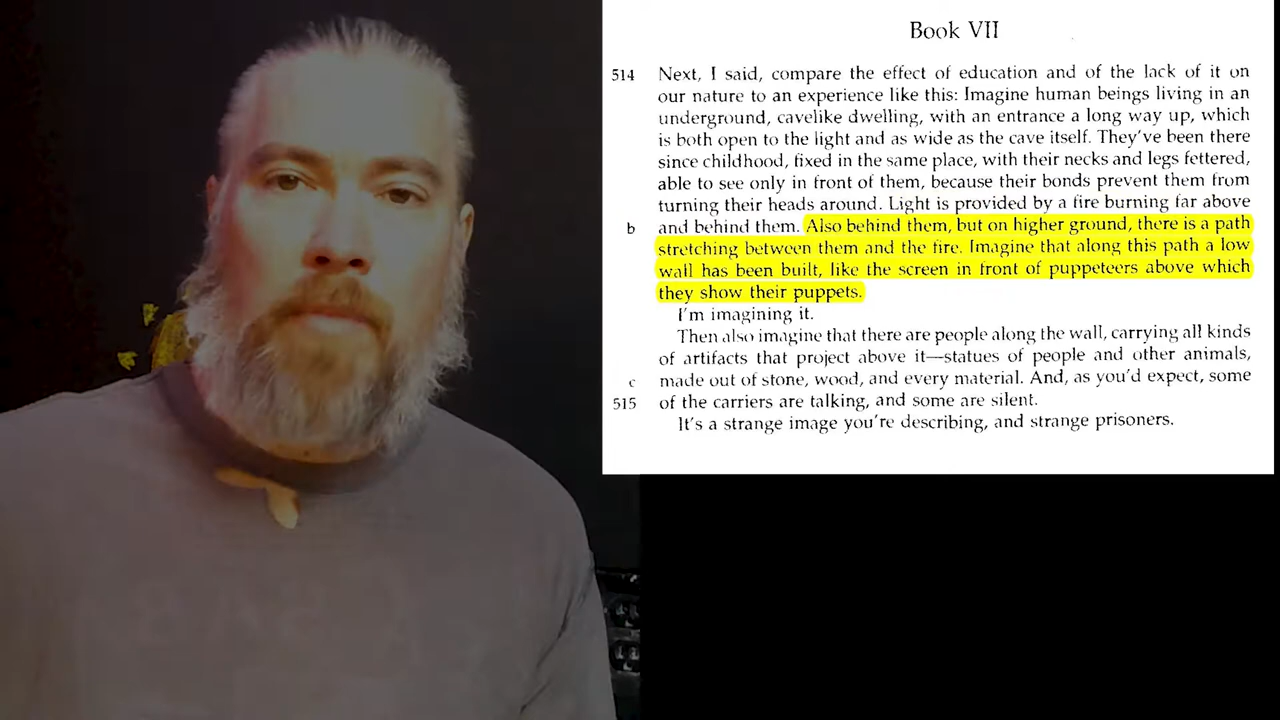 Book VII
514 Next, I said, compare the effect of education and of the lack of it on
our nature to an experience like this: Imagine human beings living in an
underground, cavelike dwelling, with an entrance a long way up, which
is both open to the light and as wide as the cave itself. They've been there
since childhood, fixed in the same place, with their necks and legs fettered,
able to see only in front of them, because their bonds prevent them from
turning their heads around. Light is provided by a fire burning far above
b and behind them. Also behind them, but on higher ground, there is a path
stretching between them and the fire. Imagine that along this path a low
wall has been built, like the screen in front of puppeteers above which
they show their puppets.
I'm imagining it.
Then also imagine that there are people along the wall, carrying all kinds
of artifacts that project above it—statues of people and other animals,
c made out of stone, wood, and every material. And, as you'd expect, some
515 of the carriers are talking, and some are silent.
It's a strange image you're describing, and strange prisoners.